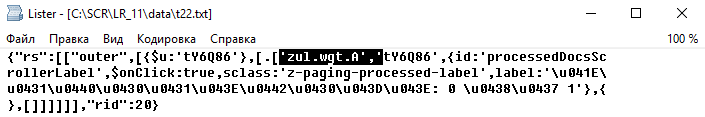 Lister - [C:\SCR\LR_11\data\t22.txt]
Файл Правка Вид Кодировка Справка 100 %
{"rs":[["outer",[{$u:'tY6Q86'},[.['zul.wgt.A','tY6Q86',{id:'processedDocsSc
rollerLabel',$onClick:true,sclass:'z-paging-processed-label',label:'\u041E\
u0431\u0440\u0430\u0431\u043E\u0442\u0430\u043D\u043E: 0 \u0438\u0437 1'},{
},[]]]]]],"rid":20}